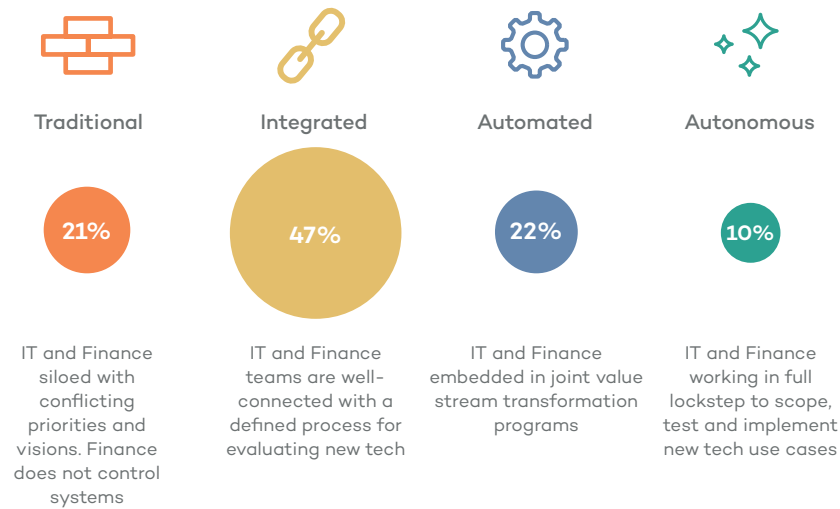 Traditional
Integrated
Automated
Autonomous
21%
47%
22%
10%
IT and Finance
siloed with
conflicting
priorities and
visions. Finance
does not control
systems
IT and Finance
teams are well-
connected with a
defined process for
evaluating new tech
IT and Finance
embedded in joint value
stream transformation
programs
IT and Finance
working in full
lockstep to scope,
test and implement
new tech use cases